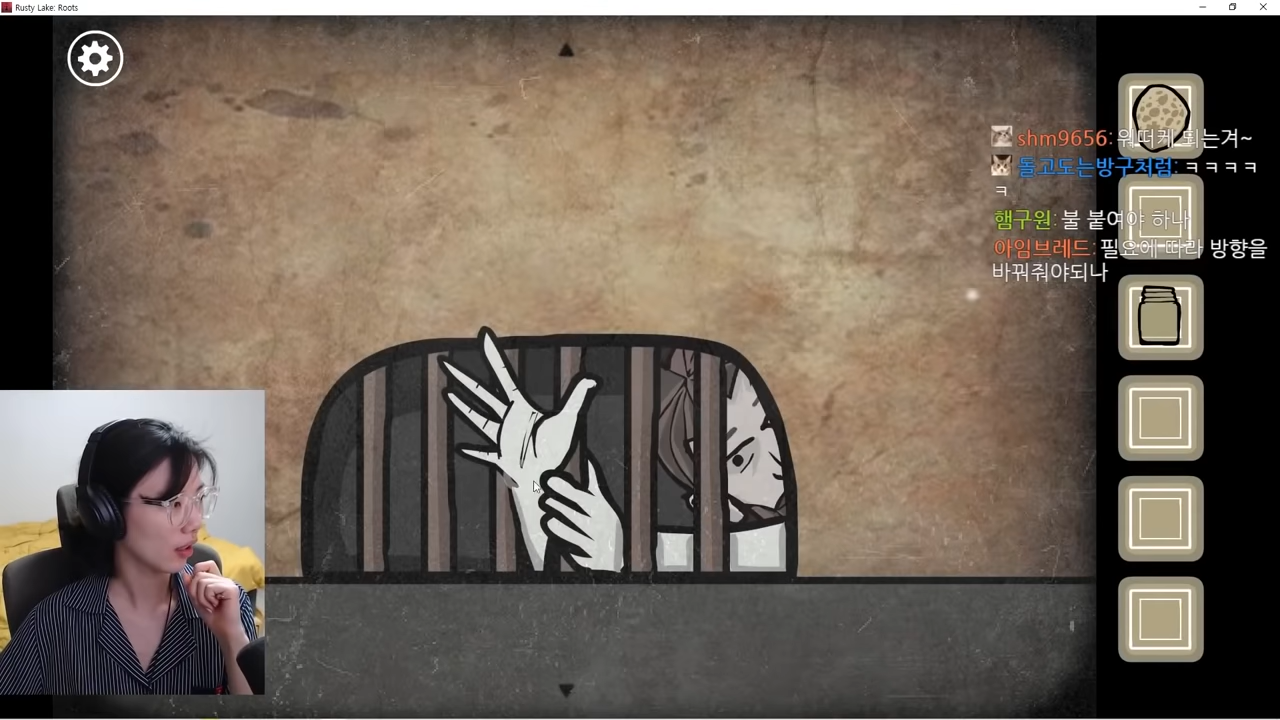 Rusty Lake: Roots
shm9656: 워떠케 되는겨~
돌고도는방구처럼: ㅋㅋㅋㅋ
ㅋ
햄구원: 불 붙여야 하나
아임브레드: 필요에 따라 방향을
바꿔줘야되나